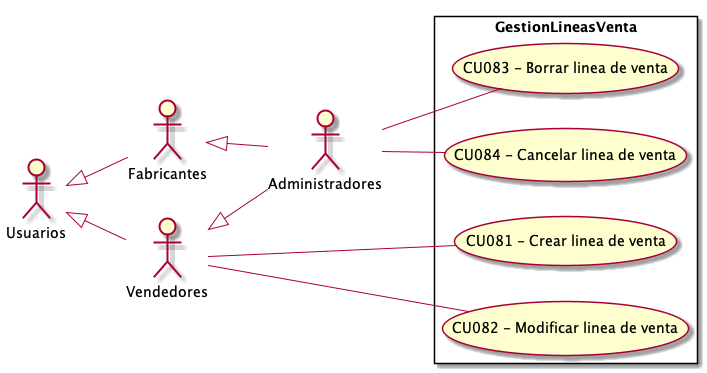 GestionLineasVenta
CU083 – Borrar linea de venta
CU084 – Cancelar linea de venta
CU081 – Crear linea de venta
CU082 – Modificar linea de venta
Fabricantes
Administradores
Usuarios
Vendedores